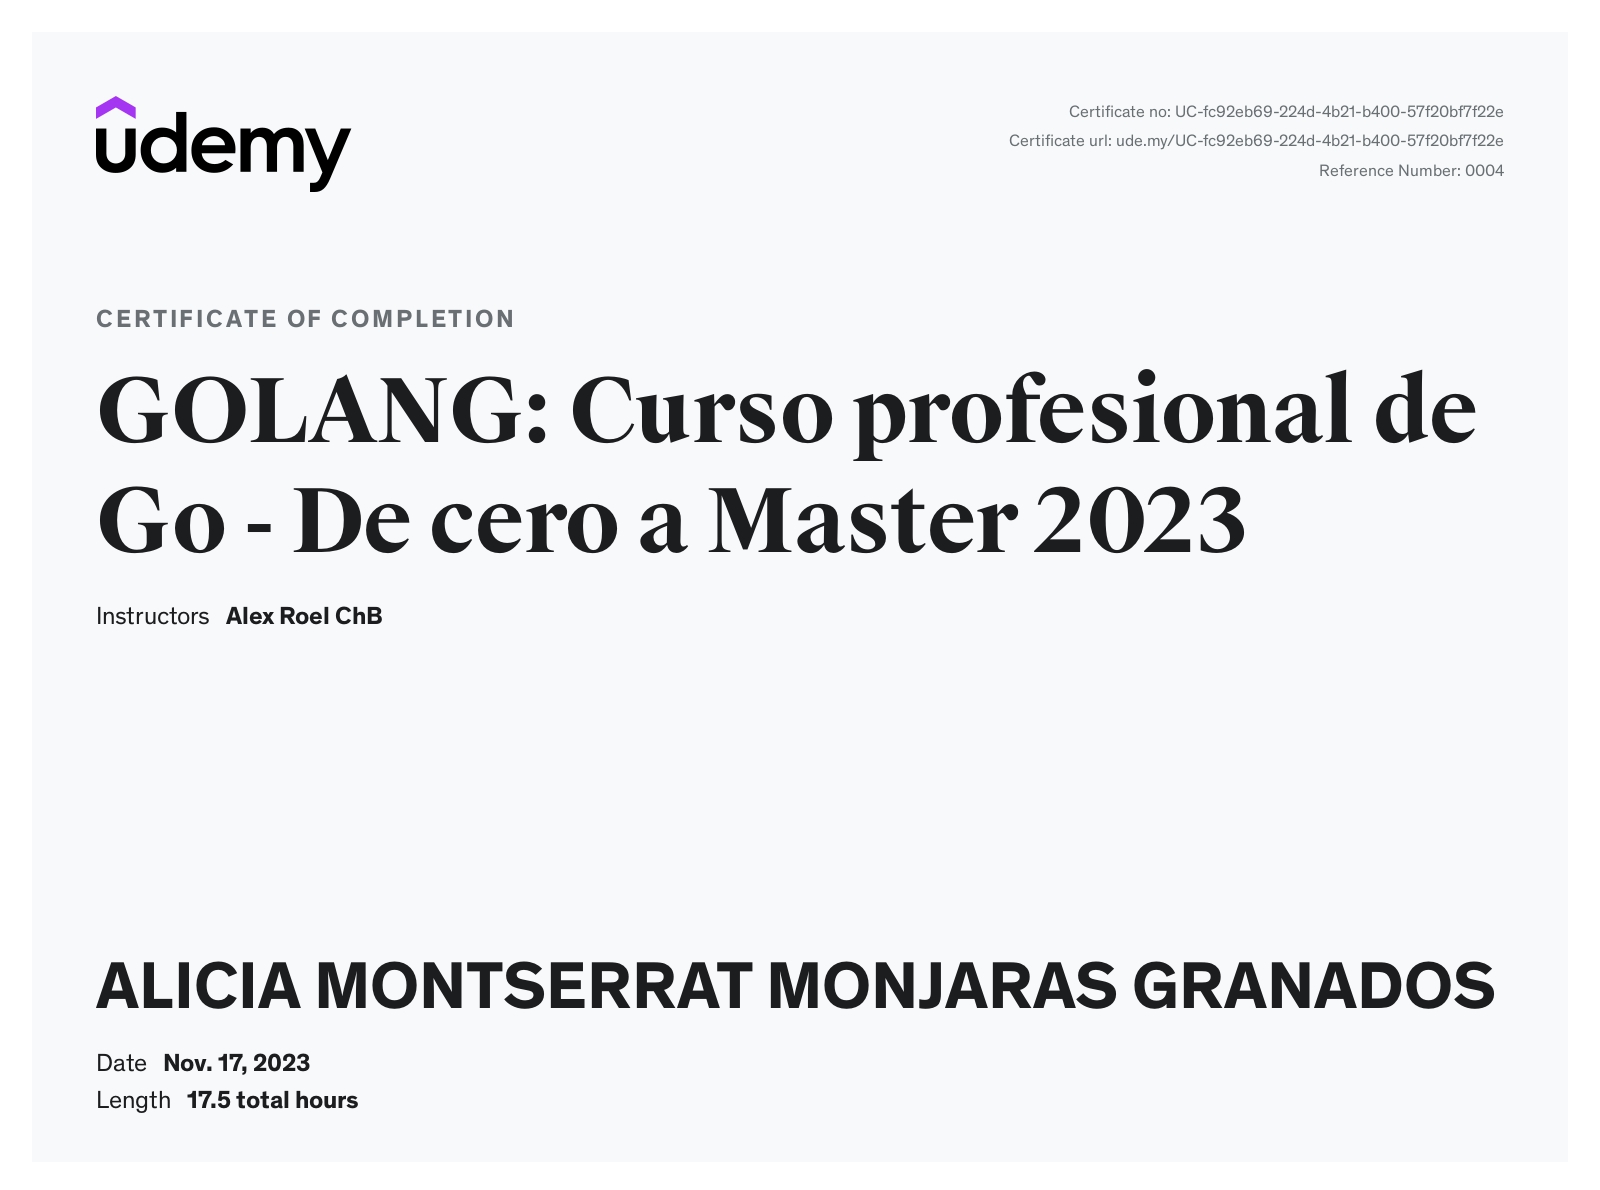 udemy
Certificate no: UC-fc92eb69-224d-4b21-b400-57f20bf7f22e
Certificate url: ude.my/UC-fc92eb69-224d-4b21-b400-57f20bf7f22e
Reference Number: 0004
CERTIFICATE OF COMPLETION
GOLANG: Curso profesional de
Go - De cero a Master 2023
Instructors Alex Roel ChB
ALICIA MONTSERRAT MONJARAS GRANADOS
Date Nov. 17, 2023
Length 17.5 total hours